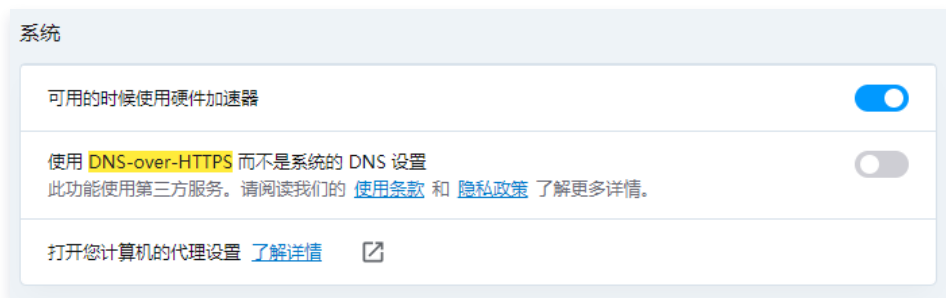 系统
可用的时候使用硬件加速器
使用 DNS-over-HTTPS 而不是系统的 DNS 设置
此功能使用第三方服务。请阅读我们的 使用条款 和 隐私政策 了解更多详情。
打开您计算机的代理设置 了解详情